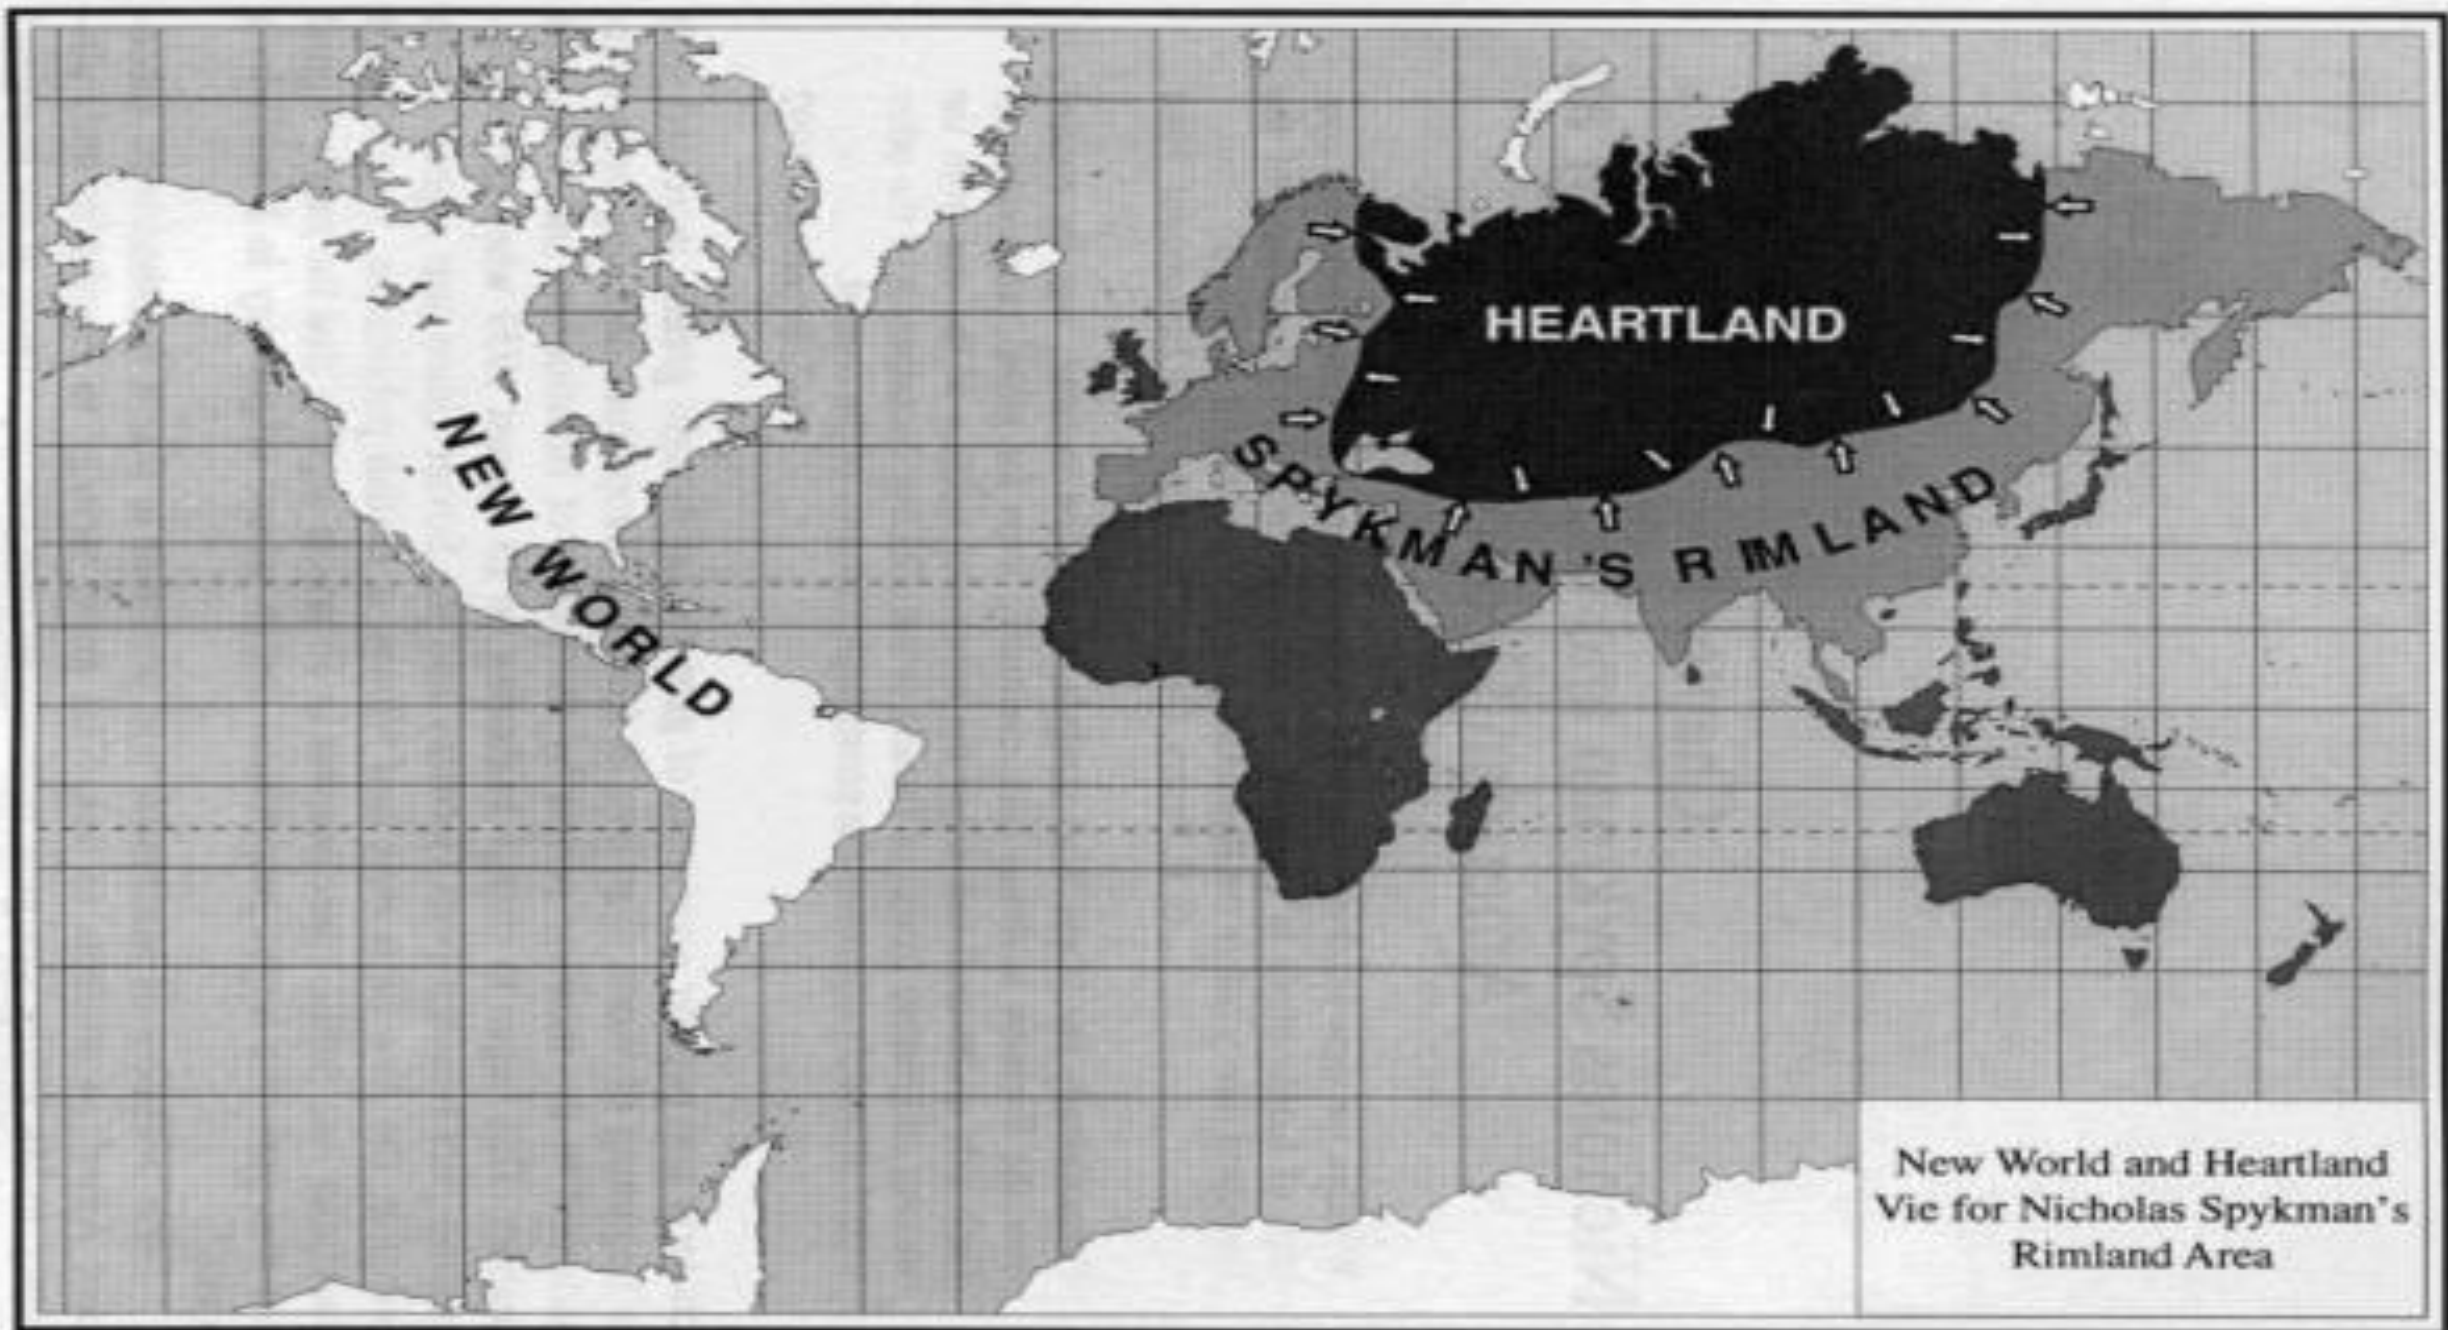 NEW WORLD
HEARTLAND
SPYKMAN'S RIMLAND
New World and Heartland
Vie for Nicholas Spykman's
Rimland Area